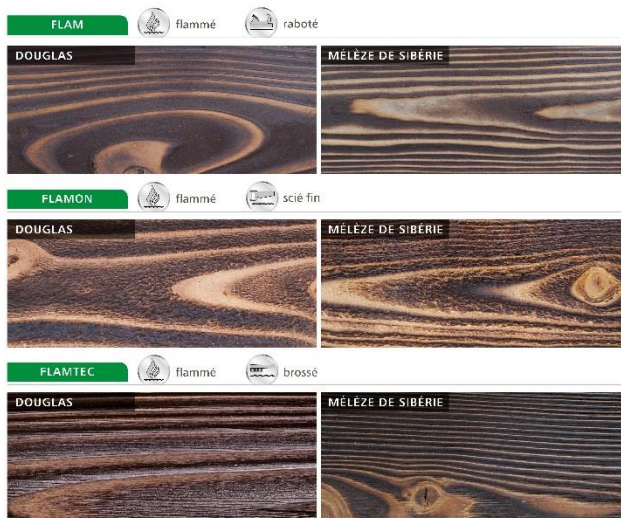 FLAM flammé raboté
DOUGLAS MÉLÈZE DE SIBÉRIE
FLAMON flammé scié fin
DOUGLAS MÉLÈZE DE SIBÉRIE
FLAMTEC flammé brossé
DOUGLAS MÉLÈZE DE SIBÉRIE